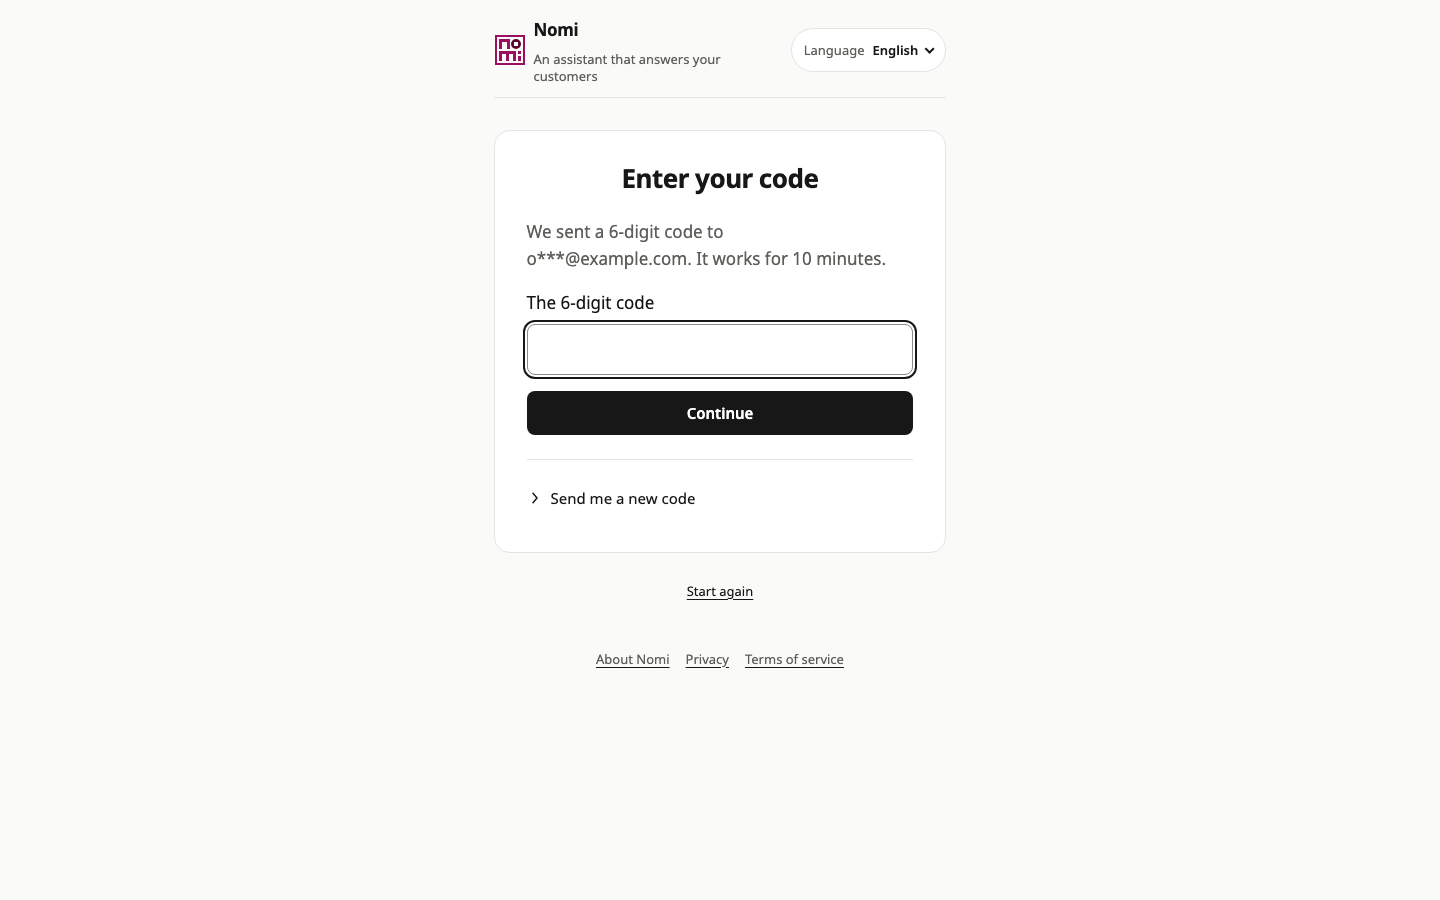 nomi
Nomi
An assistant that answers your
customers
Language English
Enter your code
We sent a 6-digit code to
o***@example.com. It works for 10 minutes.
The 6-digit code
Continue
Send me a new code
Start again
About Nomi Privacy Terms of service